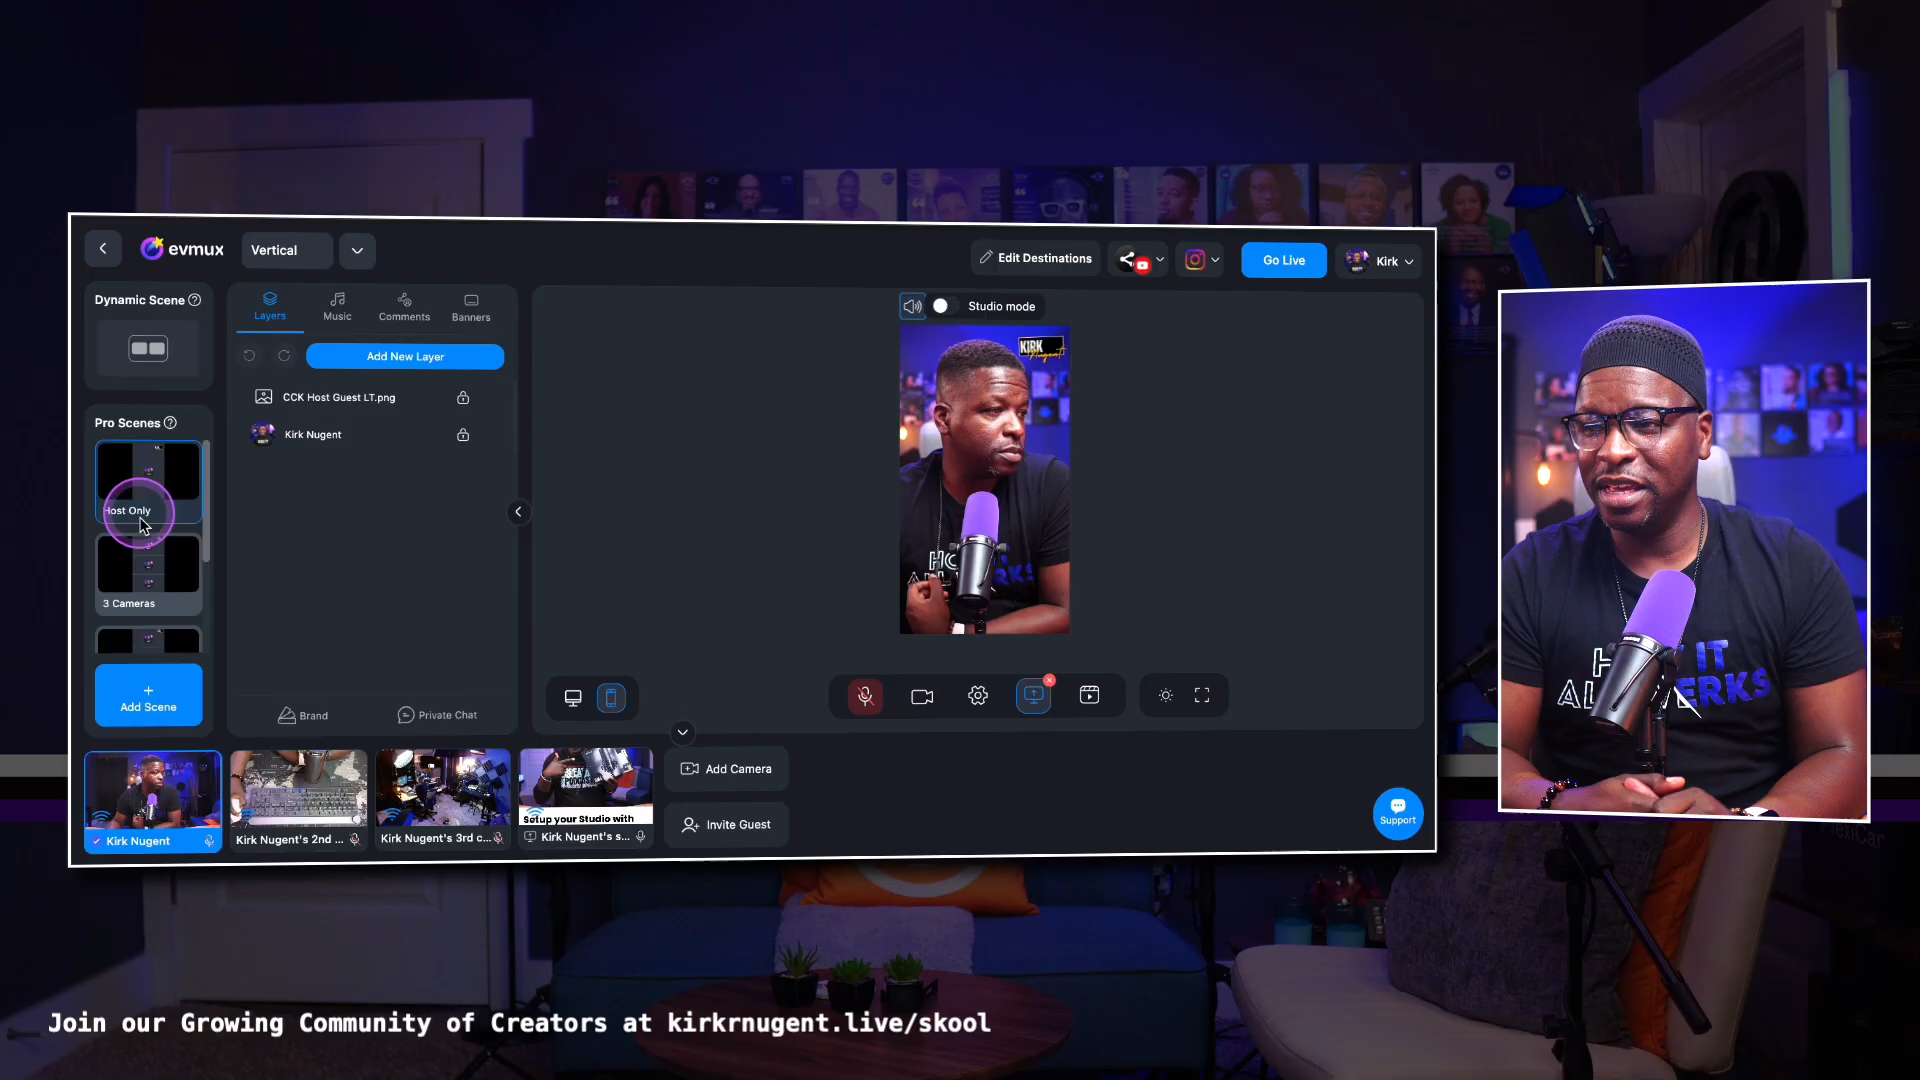 evmux
Vertical
Edit Destinations
Go Live
Kirk
Dynamic Scene
Layers
Music
Comments
Banners
Studio mode
Add New Layer
CCK Host Guest LT.png
Kirk Nugent
Pro Scenes
Host Only
3 Cameras
+
Add Scene
Brand
Private Chat
KIRK
Nugent
Add Camera
Invite Guest
Support
Setup your Studio with
Kirk Nugent
Kirk Nugent's 2nd ...
Kirk Nugent's 3rd c...
Kirk Nugent's s...
Join our Growing Community of Creators at kirkrnugent.live/skool